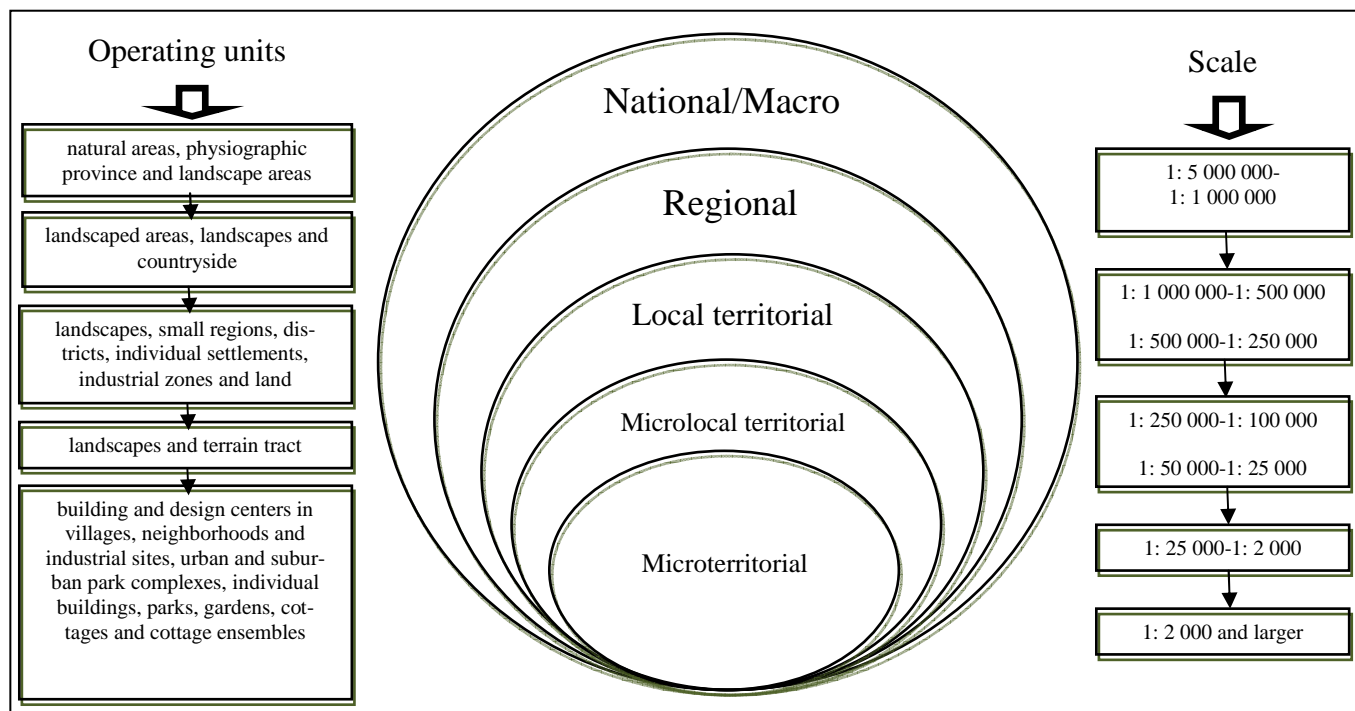 Operating units
natural areas, physiographic
province and landscape areas
landscaped areas, landscapes and
countryside
landscapes, small regions, dis-
tricts, individual settlements,
industrial zones and land
landscapes and terrain tract
building and design centers in
villages, neighborhoods and
industrial sites, urban and subur-
ban park complexes, individual
buildings, parks, gardens, cot-
tages and cottage ensembles
National/Macro
Regional
Local territorial
Microlocal territorial
Microterritorial
Scale
1: 5 000 000-
1: 1 000 000
1: 1 000 000-1: 500 000
1: 500 000-1: 250 000
1: 250 000-1: 100 000
1: 50 000-1: 25 000
1: 25 000-1: 2 000
1: 2 000 and larger